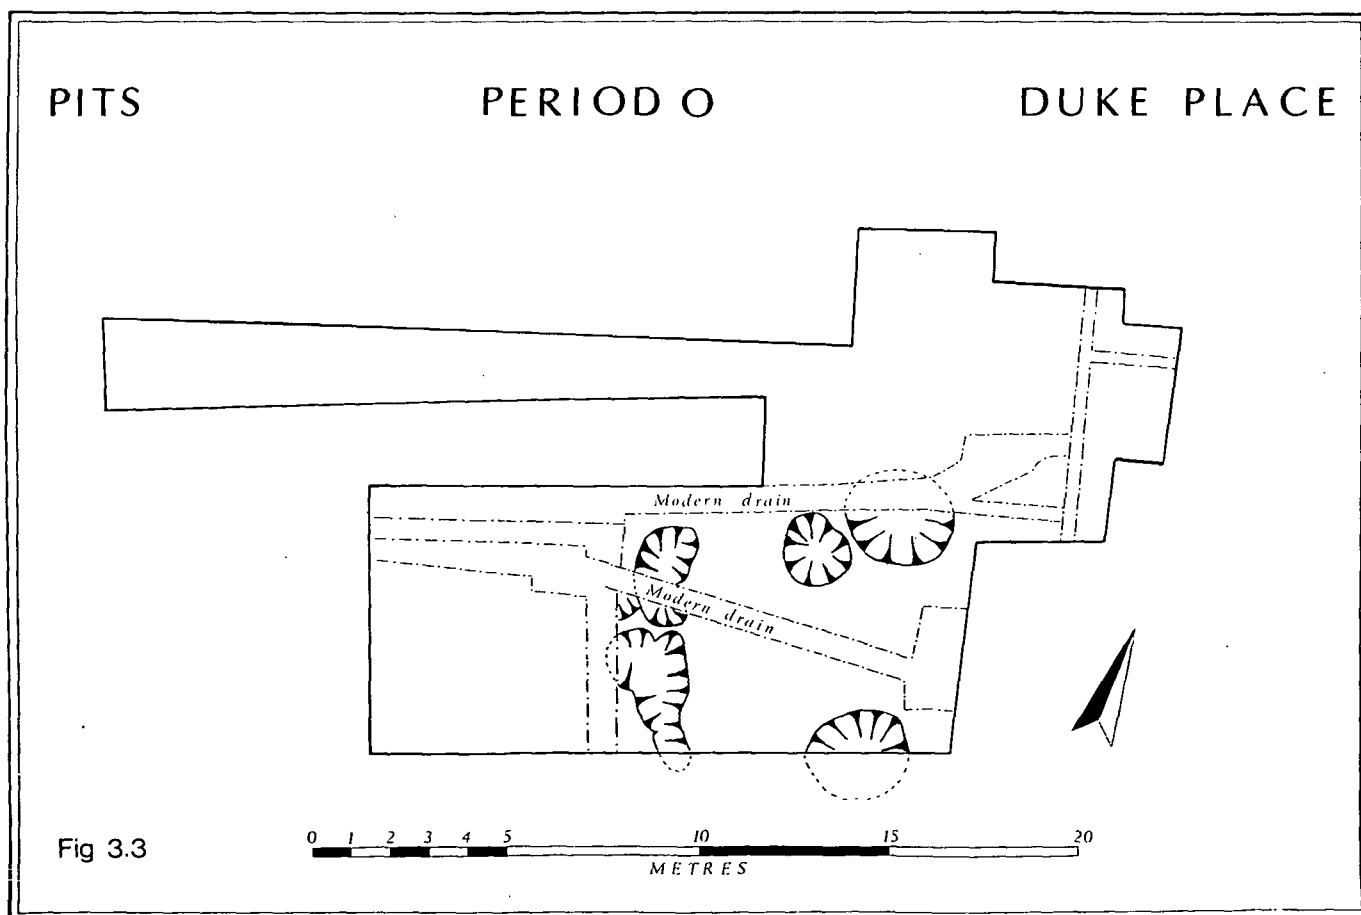 PITS PERIOD O DUKE PLACE
Modern drain
Modern drain
Fig 3.3
0 1 2 3 4 5 10 15 20
METRES